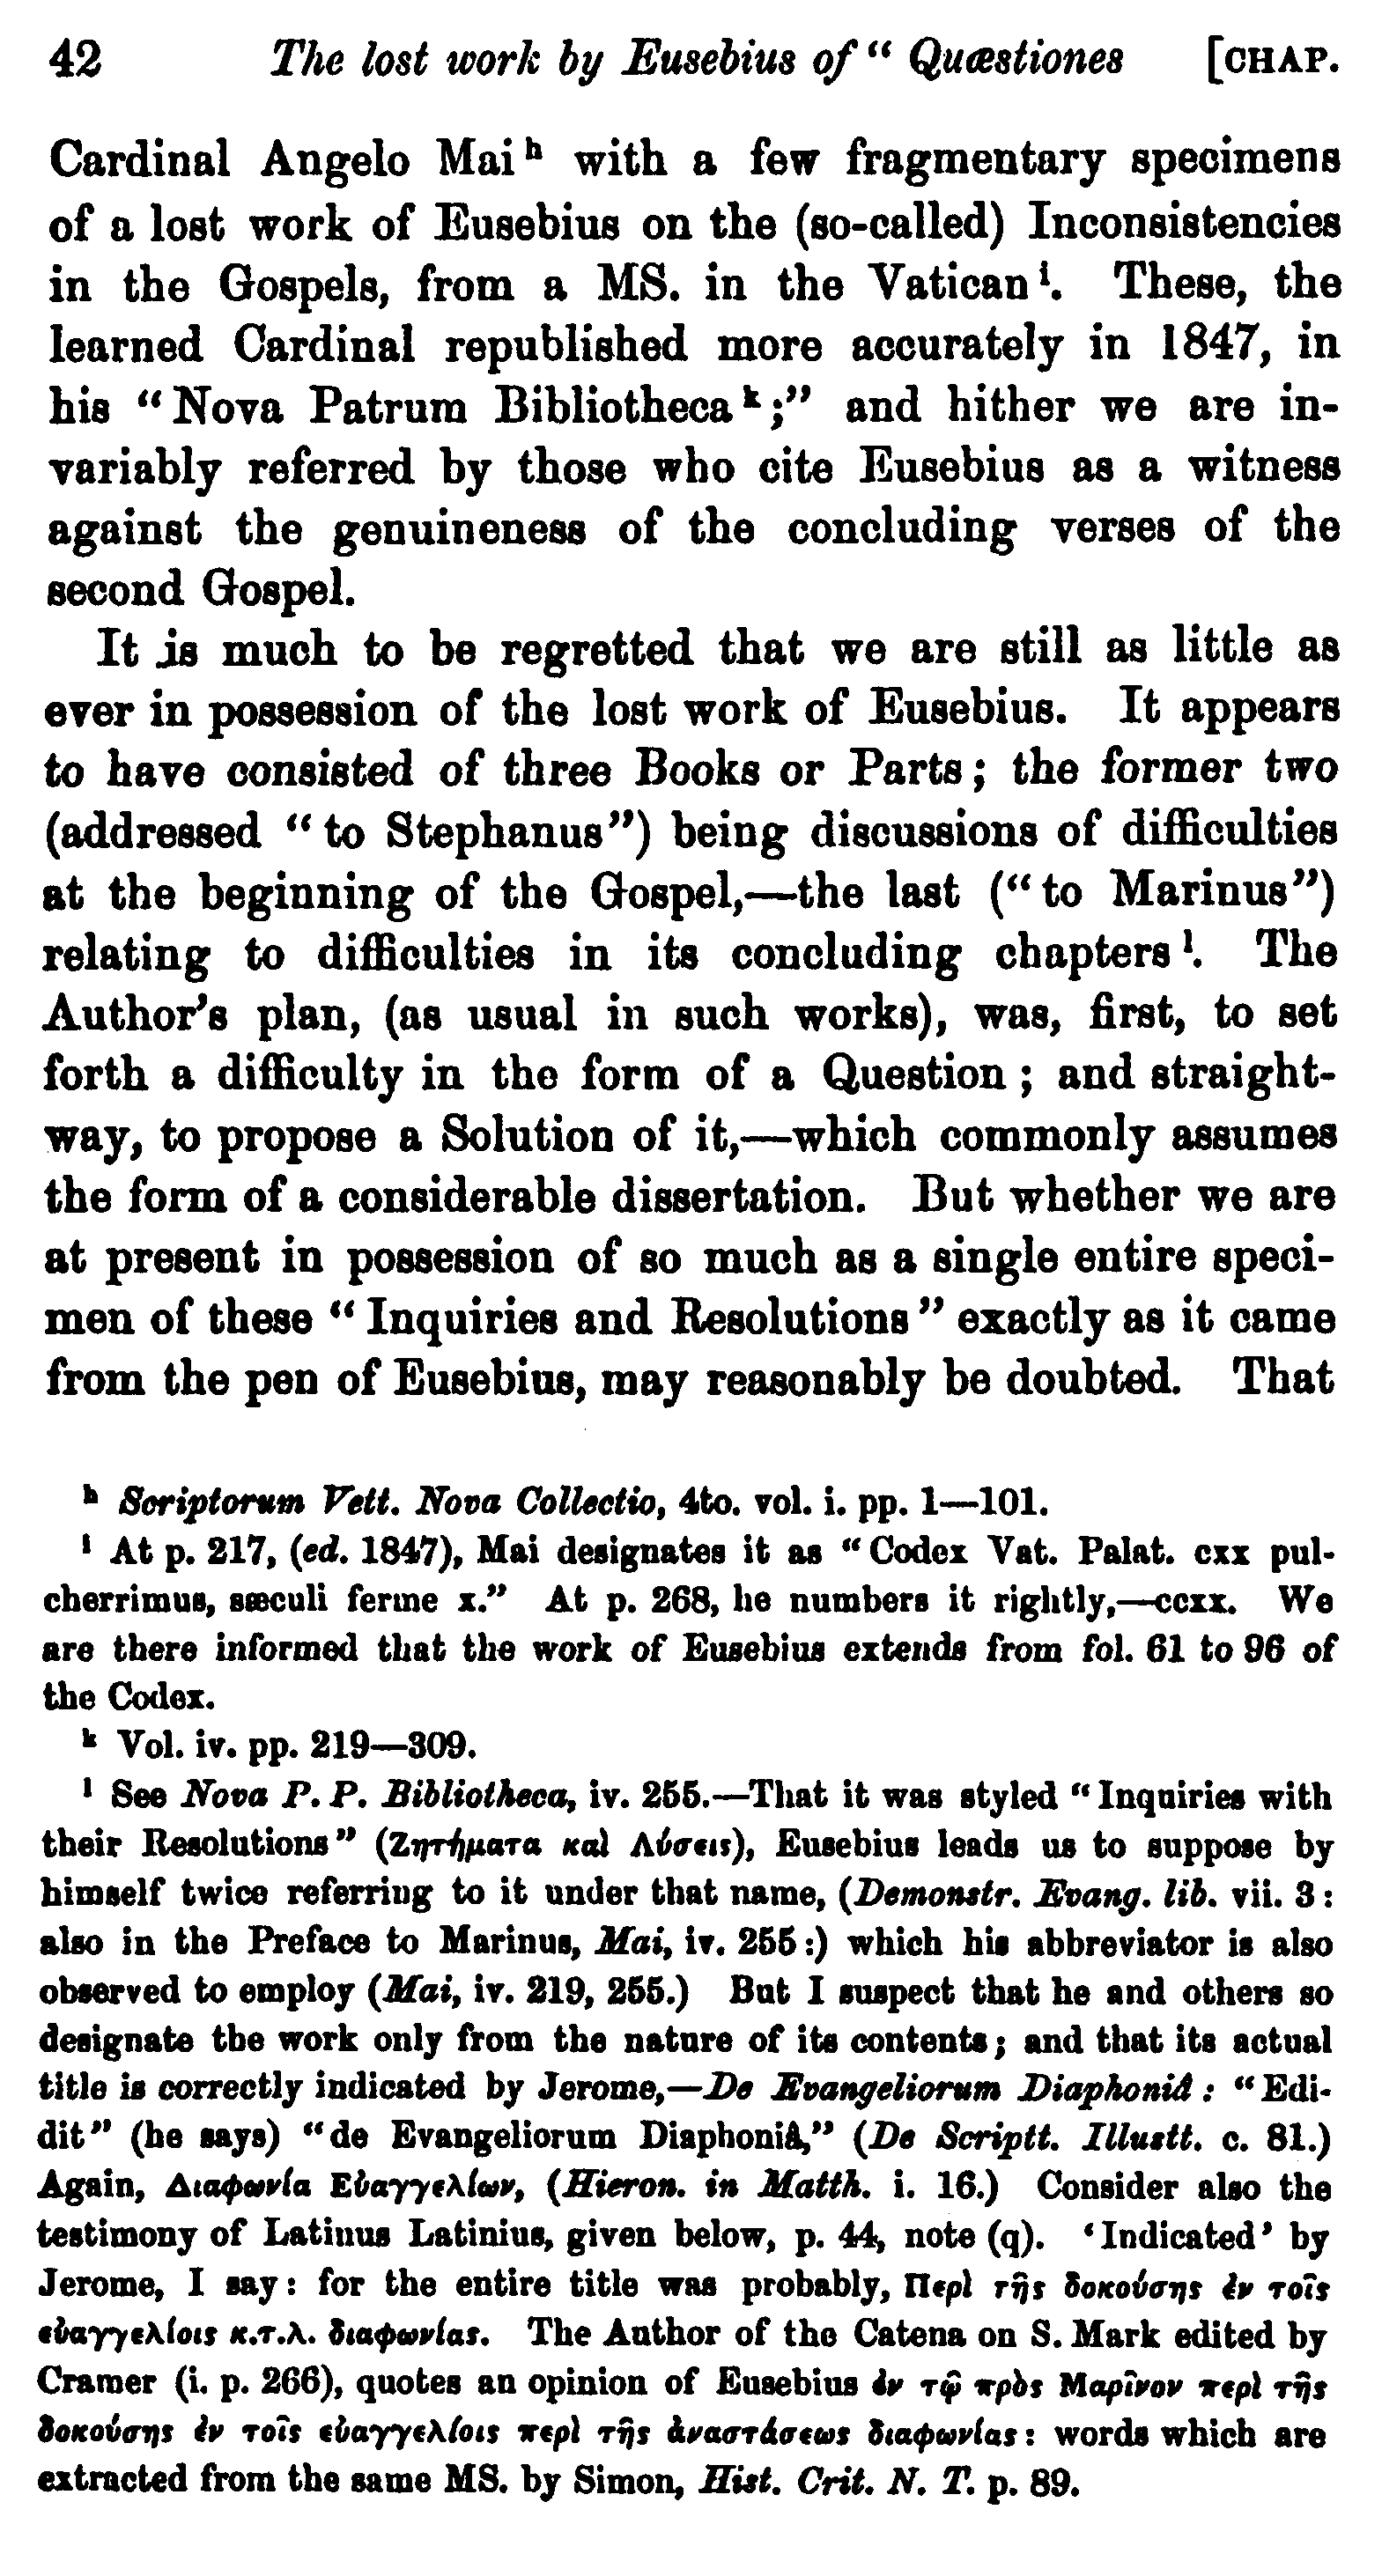 42 The lost work by Eusebius of “ Quæstiones [CHAP.
Cardinal Angelo Mai ʰ with a few fragmentary specimens
of a lost work of Eusebius on the (so-called) Inconsistencies
in the Gospels, from a MS. in the Vatican ⁱ. These, the
learned Cardinal republished more accurately in 1847, in
his “ Nova Patrum Bibliotheca ᵏ ;” and hither we are in-
variably referred by those who cite Eusebius as a witness
against the genuineness of the concluding verses of the
second Gospel.
It is much to be regretted that we are still as little as
ever in possession of the lost work of Eusebius. It appears
to have consisted of three Books or Parts ; the former two
(addressed “ to Stephanus”) being discussions of difficulties
at the beginning of the Gospel,—the last (“ to Marinus”)
relating to difficulties in its concluding chapters ˡ. The
Author’s plan, (as usual in such works), was, first, to set
forth a difficulty in the form of a Question ; and straight-
way, to propose a Solution of it,—which commonly assumes
the form of a considerable dissertation. But whether we are
at present in possession of so much as a single entire speci-
men of these “ Inquiries and Resolutions ” exactly as it came
from the pen of Eusebius, may reasonably be doubted. That
ʰ Scriptorum Vett. Nova Collectio, 4to. vol. i. pp. 1—101.
ⁱ At p. 217, (ed. 1847), Mai designates it as “ Codex Vat. Palat. cxx pul-
cherrimus, sæculi ferme x.” At p. 268, he numbers it rightly,—ccxx. We
are there informed that the work of Eusebius extends from fol. 61 to 96 of
the Codex.
ᵏ Vol. iv. pp. 219—309.
ˡ See Nova P. P. Bibliotheca, iv. 255.—That it was styled “ Inquiries with
their Resolutions ” (Ζητήματα καὶ Λύσεις), Eusebius leads us to suppose by
himself twice referring to it under that name, (Demonstr. Evang. lib. vii. 3 :
also in the Preface to Marinus, Mai, iv. 255 :) which his abbreviator is also
observed to employ (Mai, iv. 219, 255.) But I suspect that he and others so
designate the work only from the nature of its contents ; and that its actual
title is correctly indicated by Jerome,—De Evangeliorum Diaphoniâ : “ Edi-
dit ” (he says) “ de Evangeliorum Diaphoniâ,” (De Scriptt. Illustt. c. 81.)
Again, Διαφωνία Εὐαγγελίων, (Hieron. in Matth. i. 16.) Consider also the
testimony of Latinus Latinius, given below, p. 44, note (q). ‘ Indicated ’ by
Jerome, I say : for the entire title was probably, Περὶ τῆς δοκούσης ἐν τοῖς
εὐαγγελίοις κ.τ.λ. διαφωνίας. The Author of the Catena on S. Mark edited by
Cramer (i. p. 266), quotes an opinion of Eusebius ἐν τῷ πρὸς Μαρῖνον περὶ τῆς
δοκούσης ἐν τοῖς εὐαγγελίοις περὶ τῆς ἀναστάσεως διαφωνίας : words which are
extracted from the same MS. by Simon, Hist. Crit. N. T. p. 89.